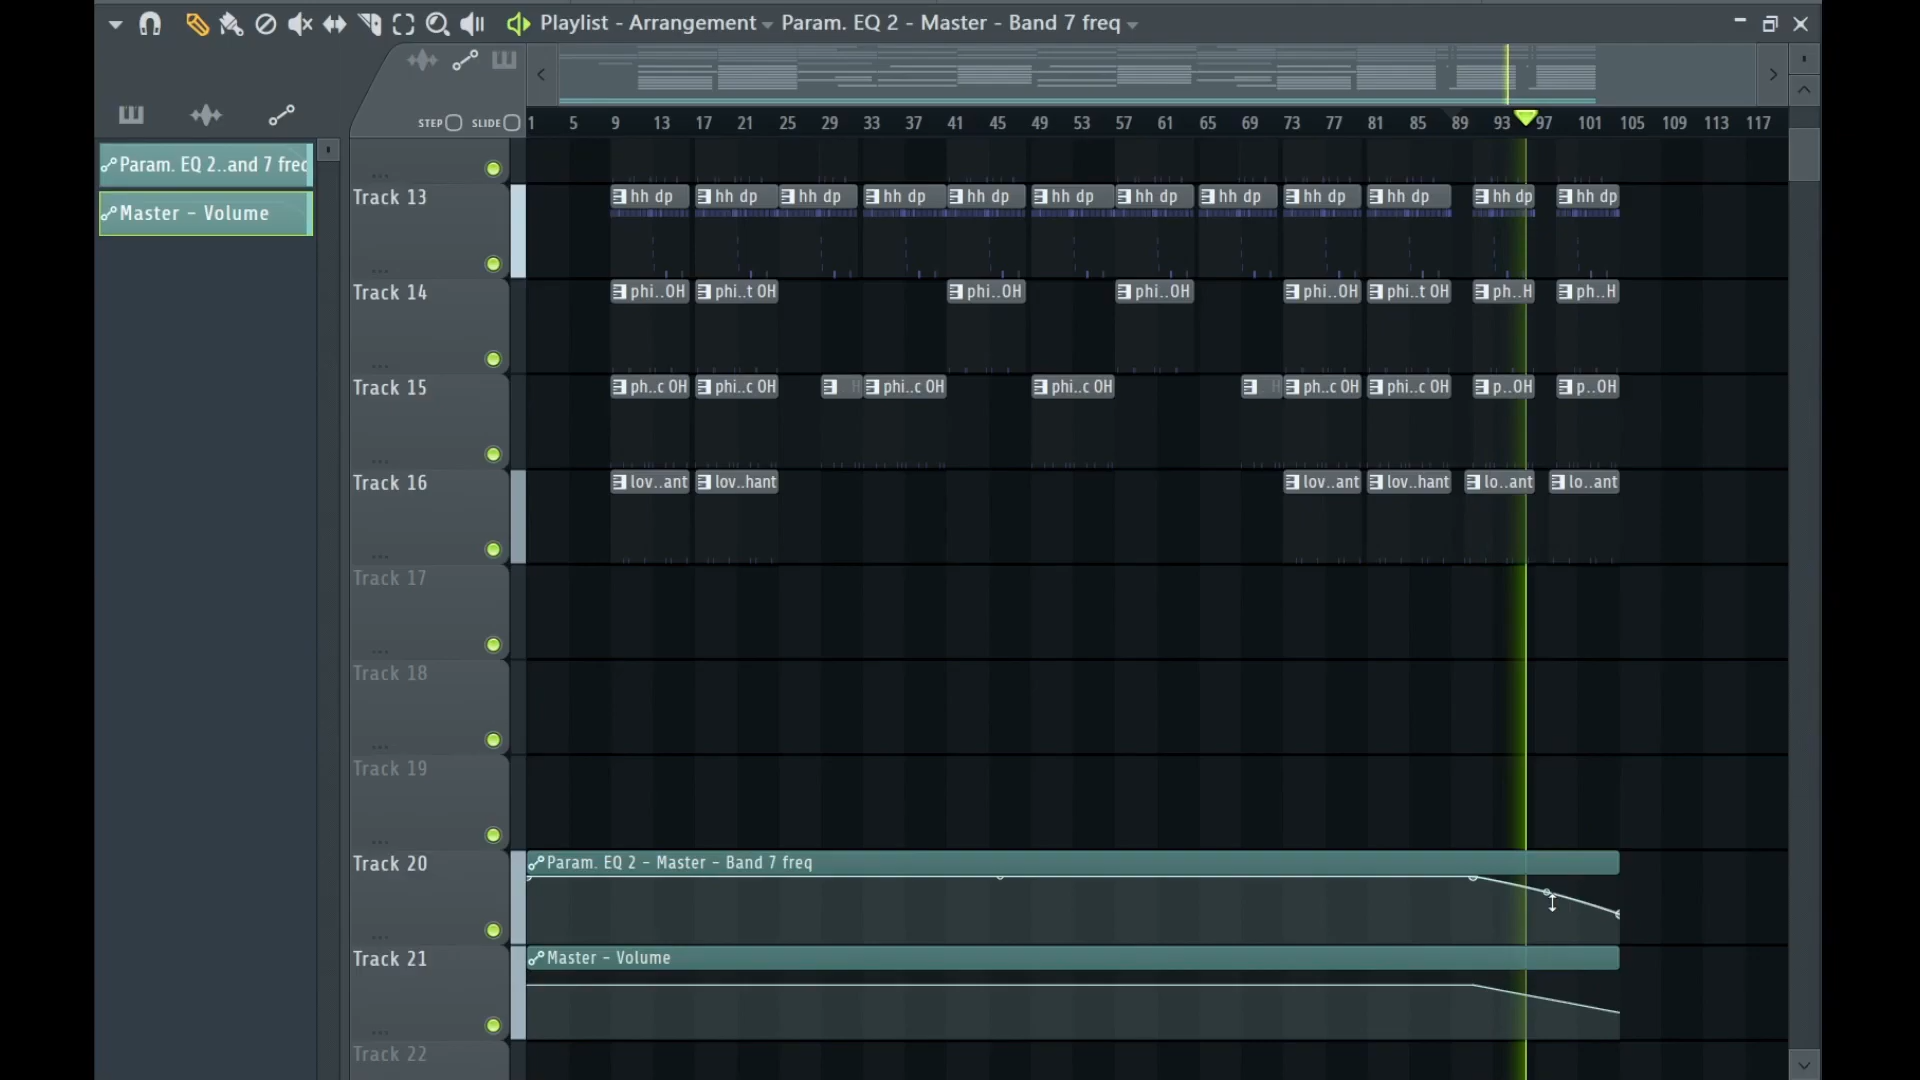 Playlist - Arrangement Param. EQ 2 - Master - Band 7 freq
STEP SLIDE 1 5 9 13 17 21 25 29 33 37 41 45 49 53 57 61 65 69 73 77 81 85 89 93 97 101 105 109 113 117
Param. EQ 2..and 7 freq
Master - Volume
Track 13 hh dp hh dp hh dp hh dp hh dp hh dp hh dp hh dp hh dp hh dp hh dp hh dp
Track 14 phi..OH phi..t OH phi..OH phi..OH phi..OH phi..t OH ph..H ph..H
Track 15 ph..c OH phi..c OH phi..c OH phi..c OH ph..c OH phi..c OH p..OH p..OH
Track 16 lov..ant lov..hant lov..ant lov..hant lo..ant lo..ant
Track 17
Track 18
Track 19
Track 20 Param. EQ 2 - Master - Band 7 freq
Track 21 Master - Volume
Track 22